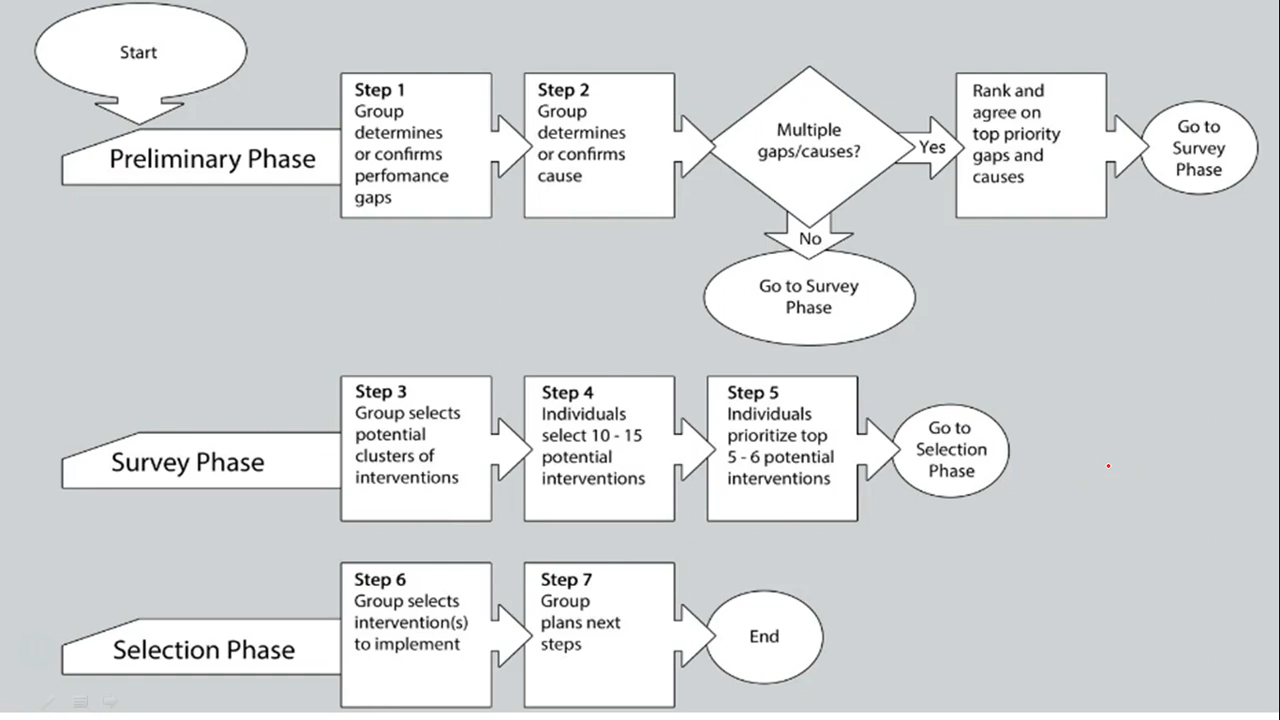 Start
Preliminary Phase
Step 1
Group
determines
or confirms
perfomance
gaps
Step 2
Group
determines
or confirms
cause
Multiple
gaps/causes?
Yes
Rank and
agree on
top priority
gaps and
causes
Go to
Survey
Phase
No
Go to Survey
Phase
Survey Phase
Step 3
Group selects
potential
clusters of
interventions
Step 4
Individuals
select 10 - 15
potential
interventions
Step 5
Individuals
prioritize top
5 - 6 potential
interventions
Go to
Selection
Phase
Selection Phase
Step 6
Group selects
intervention(s)
to implement
Step 7
Group
plans next
steps
End